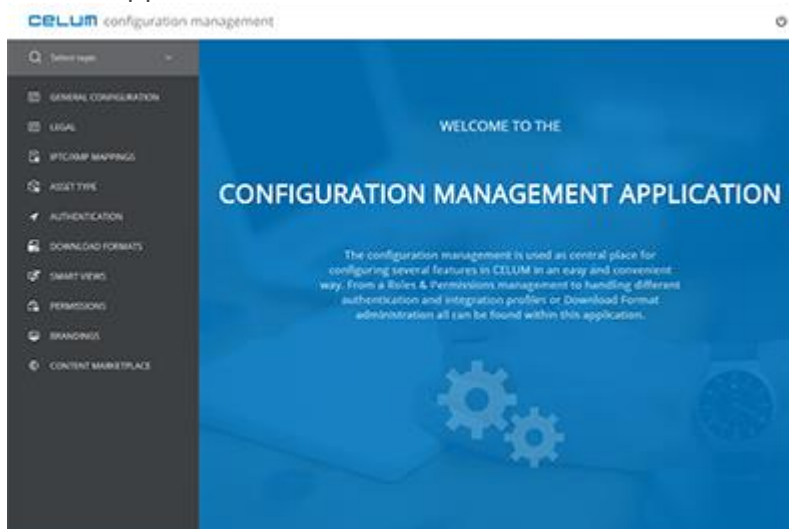 CELUM configuration management
Select topic
GENERAL CONFIGURATION
LEGAL
IPTC/XMP MAPPINGS
ASSET TYPE
AUTHENTICATION
DOWNLOAD FORMATS
SMART VIEWS
PERMISSIONS
BRANDINGS
CONTENT MARKETPLACE
WELCOME TO THE
CONFIGURATION MANAGEMENT APPLICATION
The configuration management is used as central place for
configuring several features in CELUM in an easy and convenient
way. From a Roles & Permissions management to handling different
authentication and integration profiles or Download Format
administration all can be found within this application.